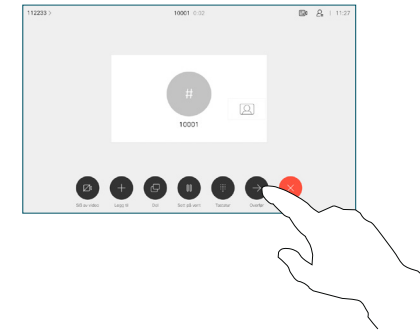 112233 > 10001 0:02 11:27
#
10001
Slå av video Legg til Del Sett på vent Tastatur Overfør